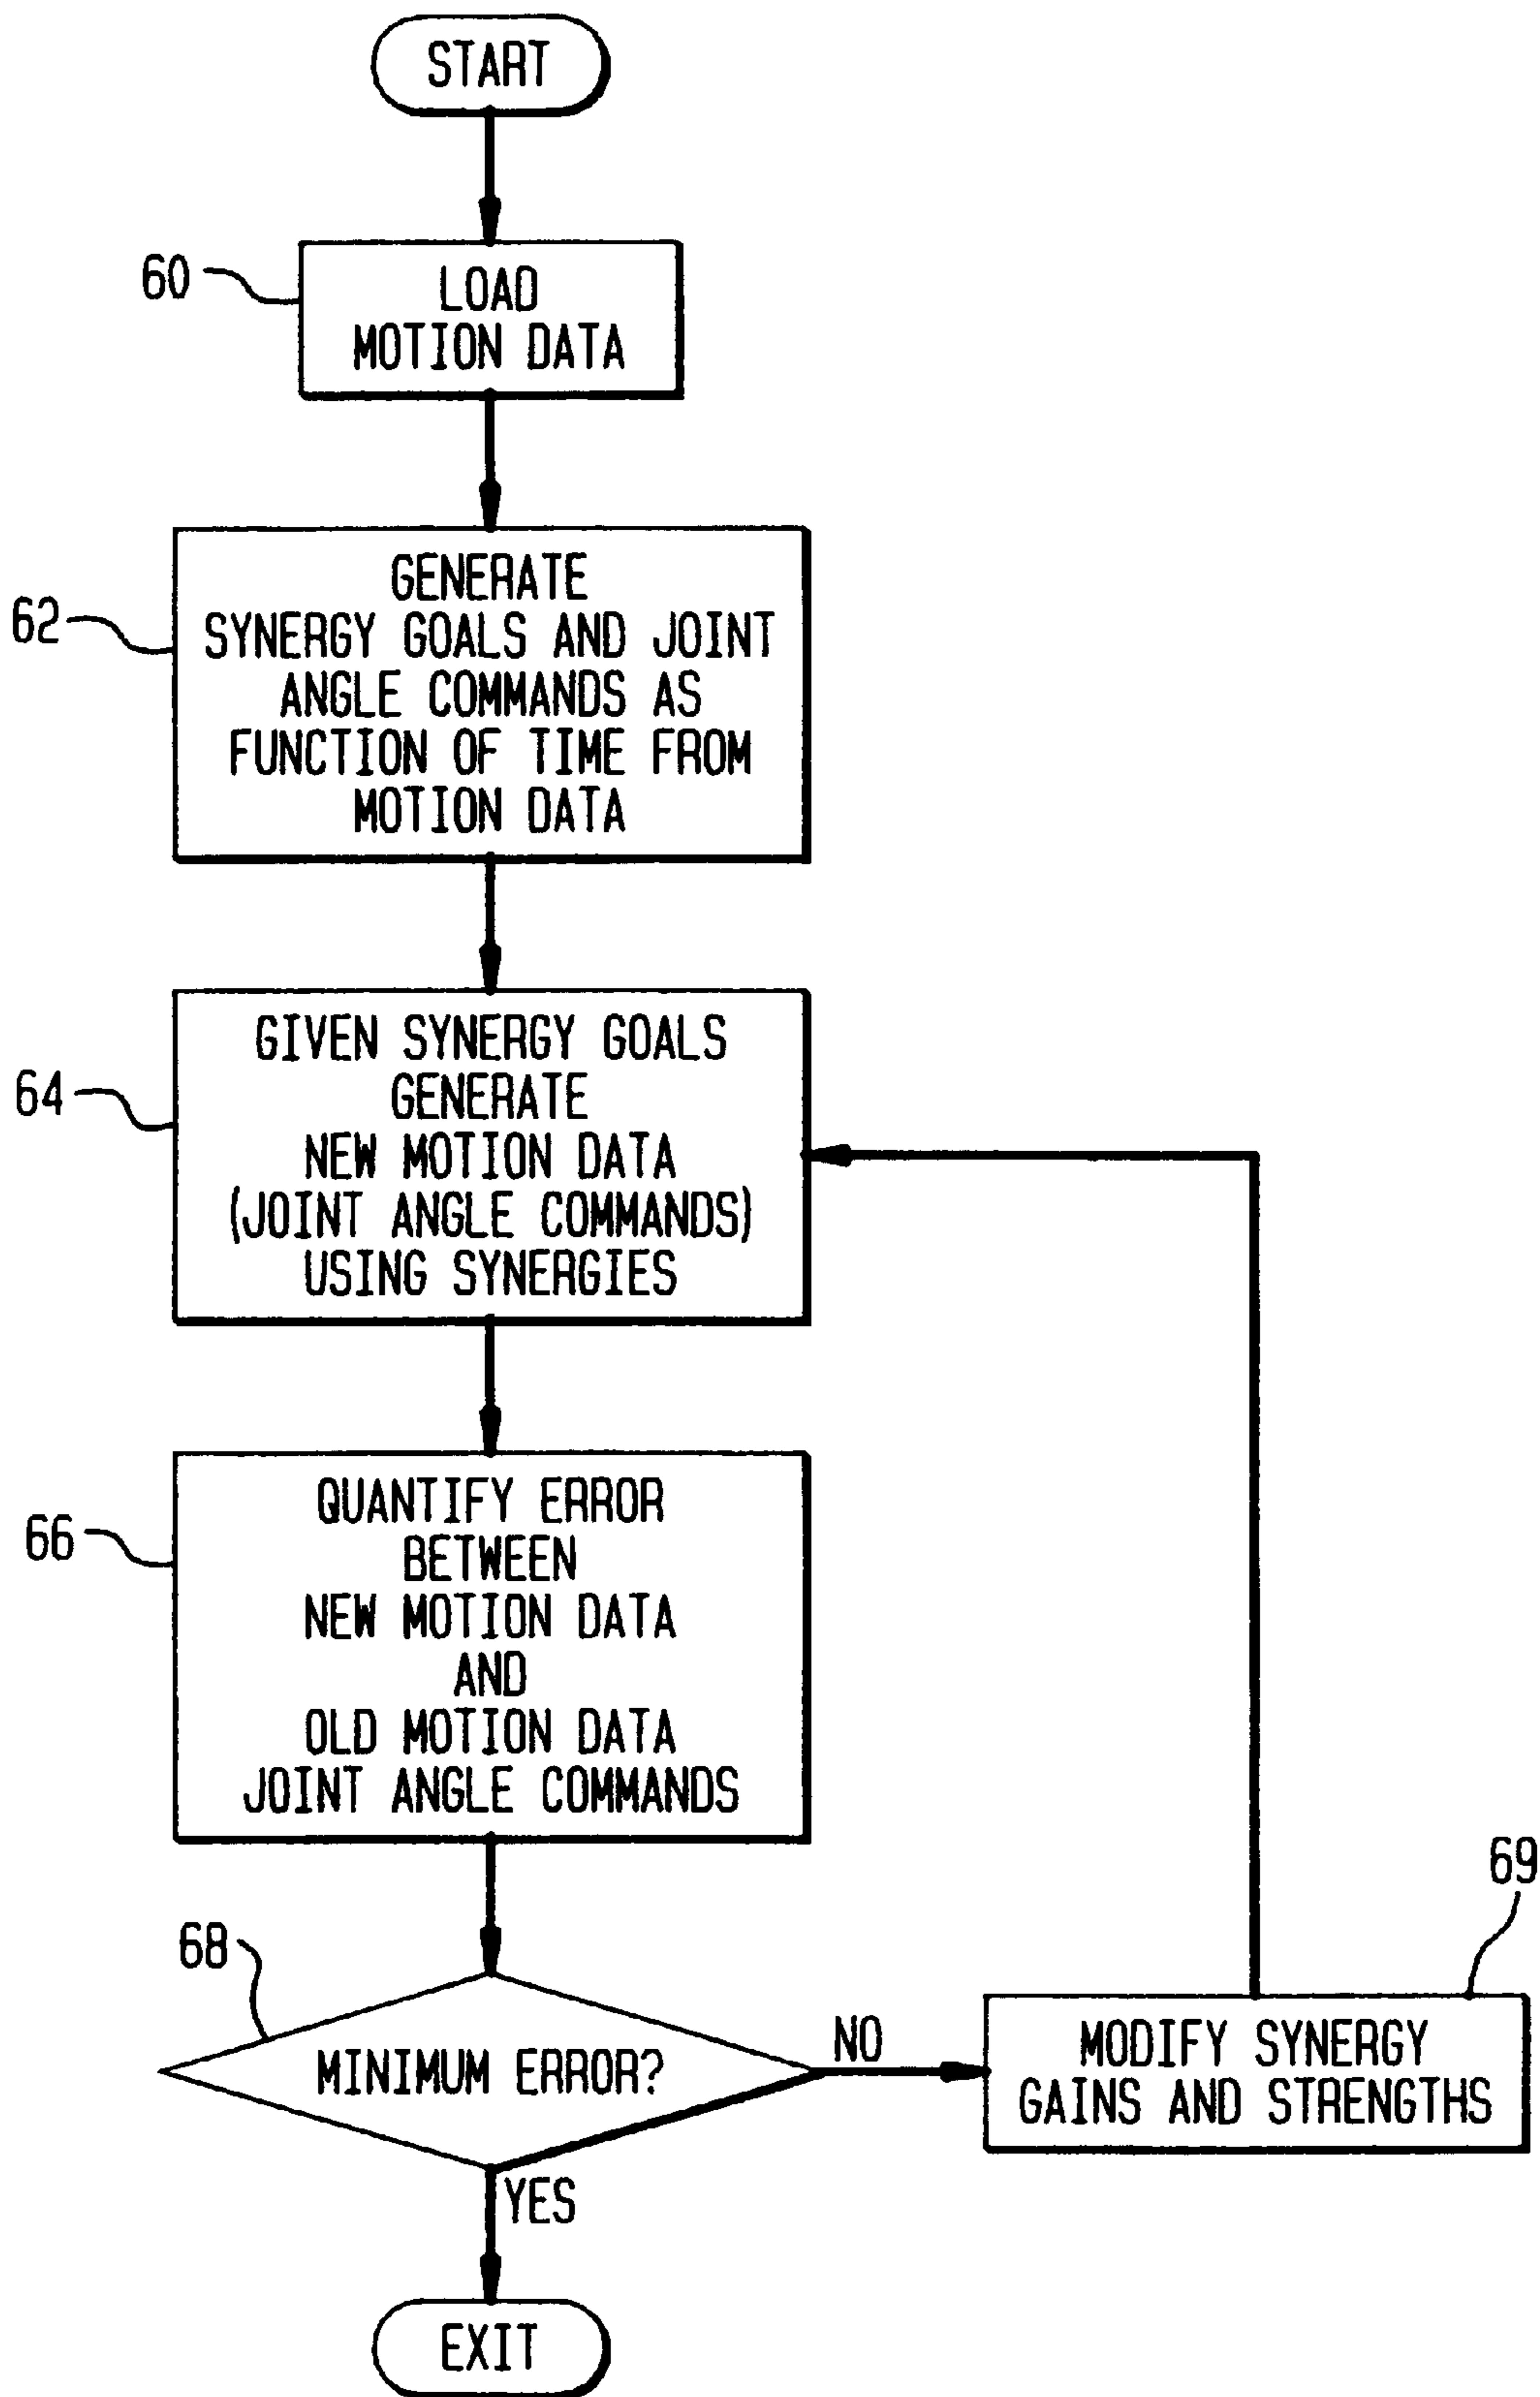 START
60
LOAD
MOTION DATA
62
GENERATE
SYNERGY GOALS AND JOINT
ANGLE COMMANDS AS
FUNCTION OF TIME FROM
MOTION DATA
64
GIVEN SYNERGY GOALS
GENERATE
NEW MOTION DATA
(JOINT ANGLE COMMANDS)
USING SYNERGIES
66
QUANTIFY ERROR
BETWEEN
NEW MOTION DATA
AND
OLD MOTION DATA
JOINT ANGLE COMMANDS
68
MINIMUM ERROR?
NO
69
MODIFY SYNERGY
GAINS AND STRENGTHS
YES
EXIT